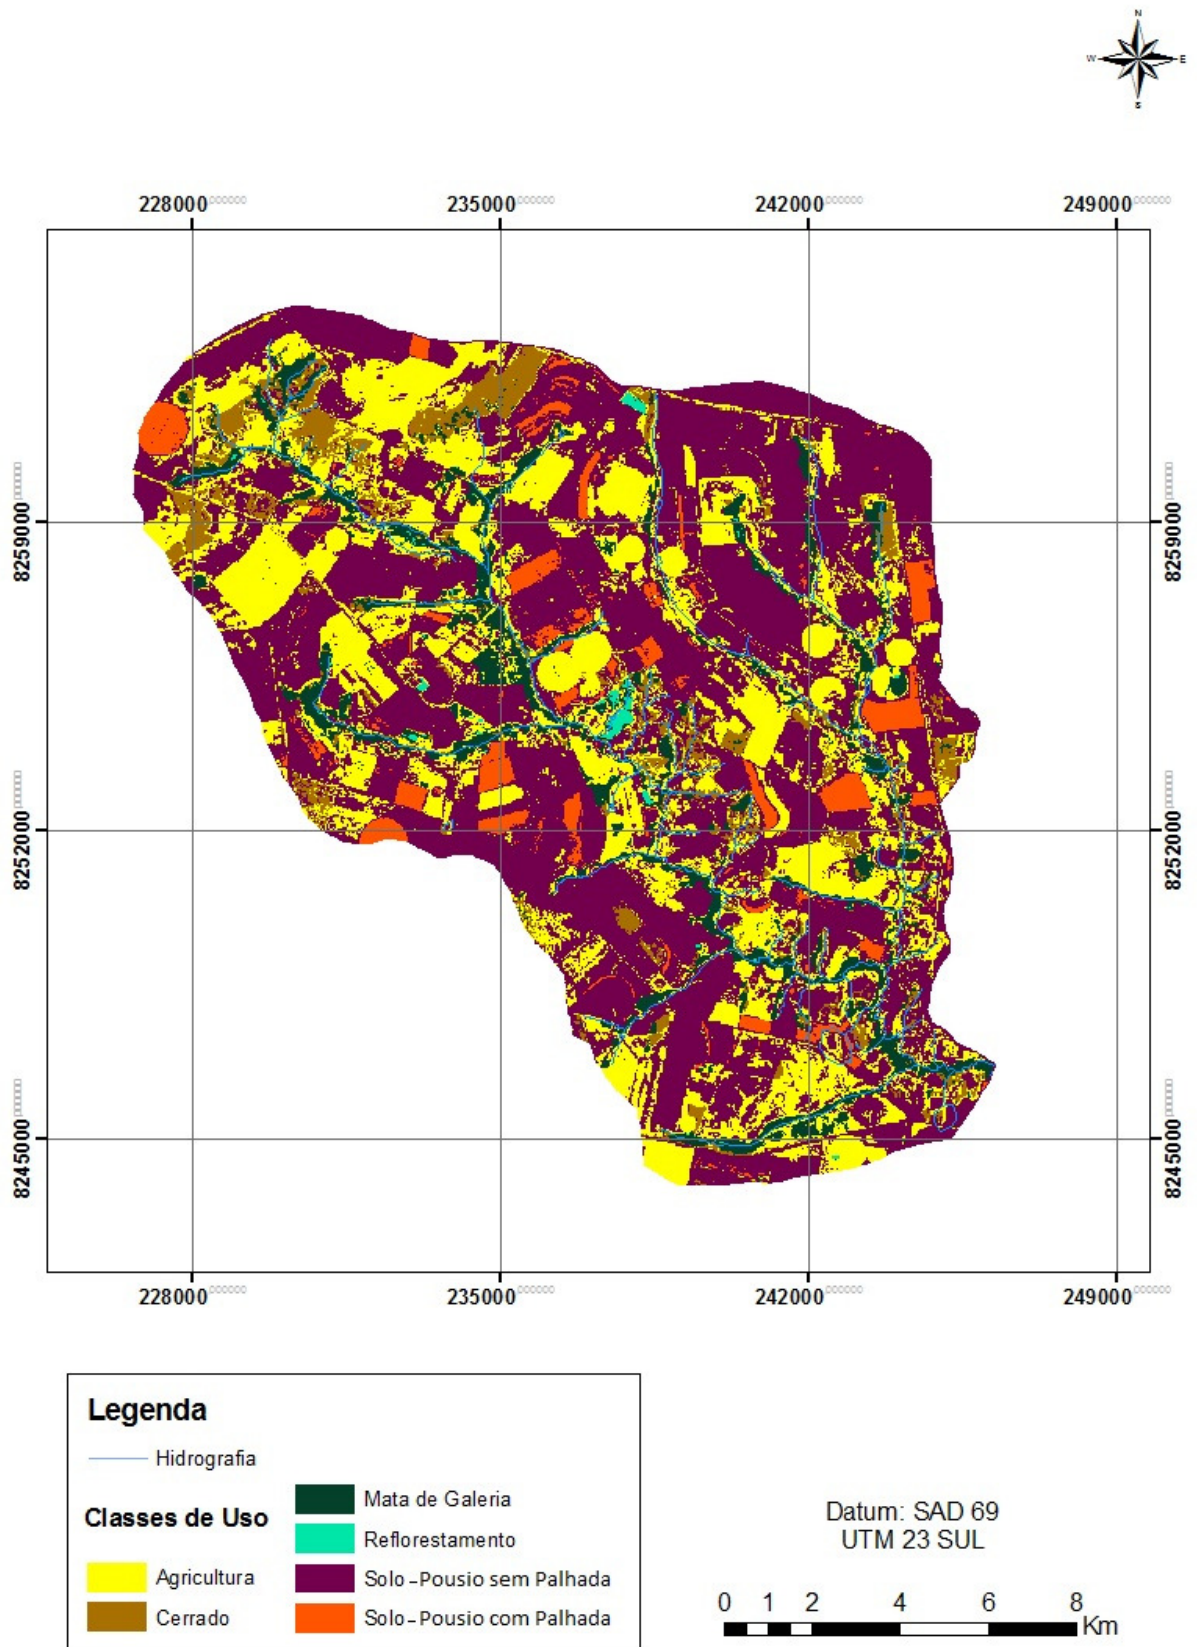 N
W E
S
228000 235000 242000 249000
8259000 8259000
8252000 8252000
8245000 8245000
228000 235000 242000 249000
Legenda
Hidrografia
Classes de Uso
Agricultura
Cerrado
Mata de Galeria
Reflorestamento
Solo-Pousio sem Palhada
Solo-Pousio com Palhada
Datum: SAD 69
UTM 23 SUL
0 1 2 4 6 8
Km